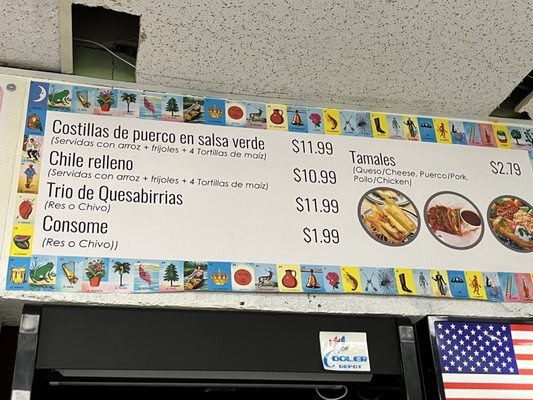 Costillas de puerco en salsa verde $11.99
(Servidas con arroz + frijoles + 4 Tortillas de maíz)
Chile relleno $10.99
(Servidas con arroz + frijoles + 4 Tortillas de maíz)
Trio de Quesabirrias $11.99
(Res o Chivo)
Consome $1.99
(Res o Chivo))
Tamales $2.79
(Queso/Cheese, Puerco/Pork,
Pollo/Chicken)
COOLER
DEPOT